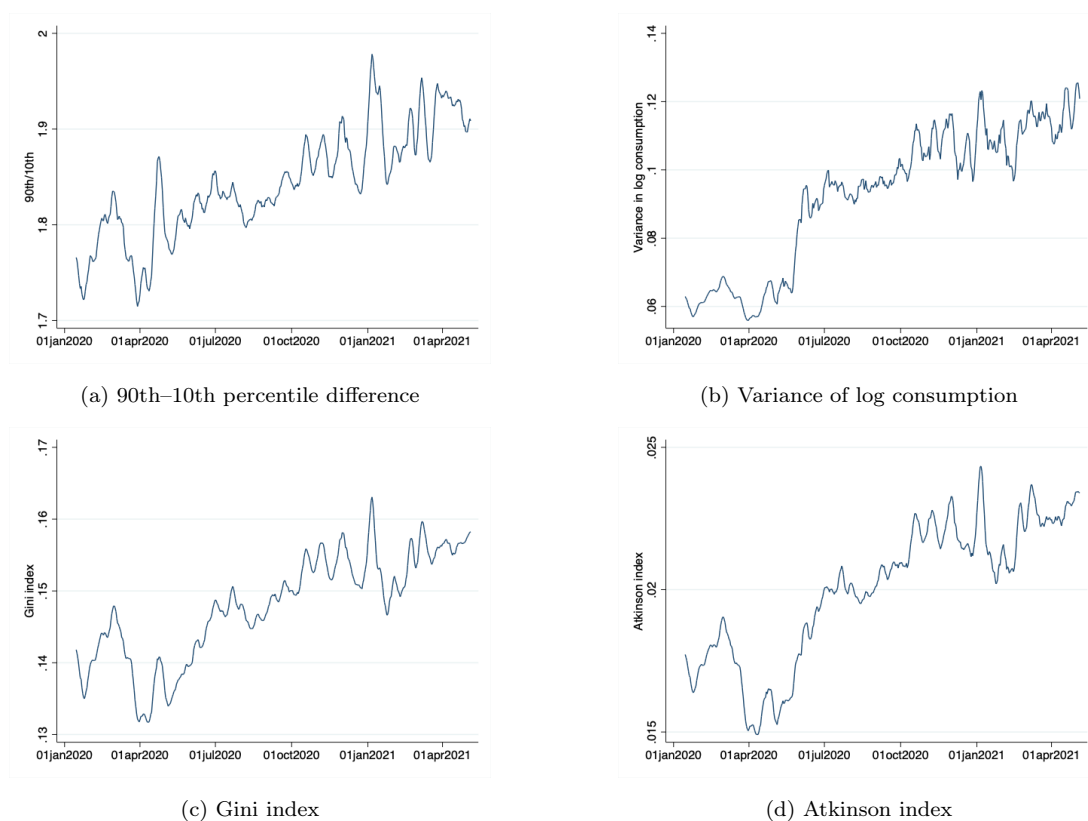 2
1.9
1.8
1.7
90th/10th
01jan2020 01apr2020 01jul2020 01oct2020 01jan2021 01apr2021
(a) 90th–10th percentile difference
.14
.12
.1
.08
.06
Variance in log consumption
01jan2020 01apr2020 01jul2020 01oct2020 01jan2021 01apr2021
(b) Variance of log consumption
.17
.16
.15
.14
.13
Gini index
01jan2020 01apr2020 01jul2020 01oct2020 01jan2021 01apr2021
(c) Gini index
.025
.02
.015
Atkinson index
01jan2020 01apr2020 01jul2020 01oct2020 01jan2021 01apr2021
(d) Atkinson index